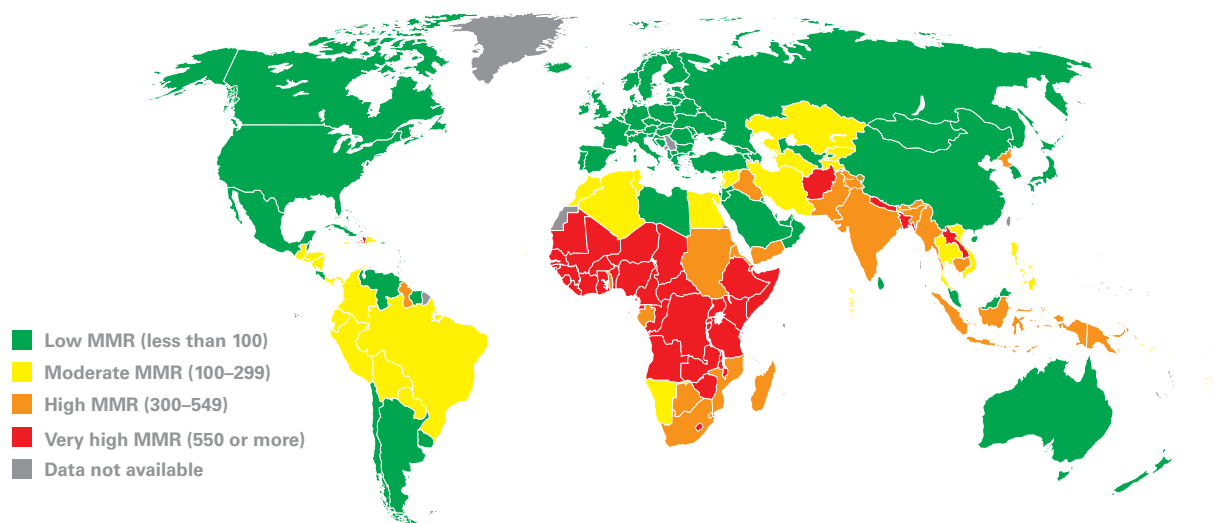 Low MMR (less than 100)
Moderate MMR (100–299)
High MMR (300–549)
Very high MMR (550 or more)
Data not available